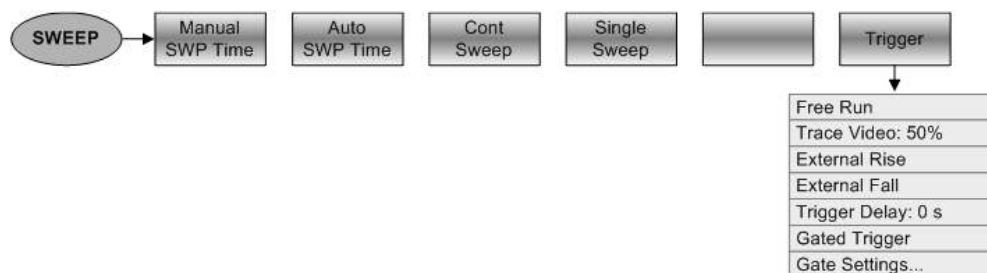 SWEEP
Manual
SWP Time
Auto
SWP Time
Cont
Sweep
Single
Sweep
Trigger
Free Run
Trace Video: 50%
External Rise
External Fall
Trigger Delay: 0 s
Gated Trigger
Gate Settings...